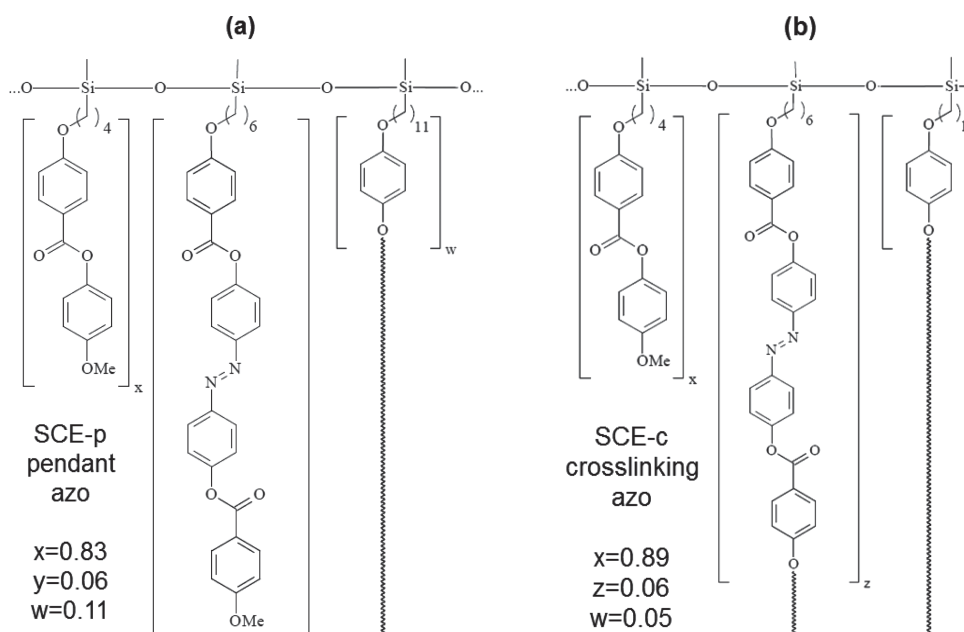 (a)
(b)
...O Si O Si O Si O...
...O Si O Si O Si
4
6
11
4
6
1
O O O
O O O
O
O
O
O
O
O
O
O
w
O
O
O
O
O
N N
N N
OMe
x
OMe
x
SCE-p
pendant
azo
SCE-c
crosslinking
azo
O
O
O
O
x=0.83
y=0.06
w=0.11
x=0.89
z=0.06
w=0.05
O
z
OMe